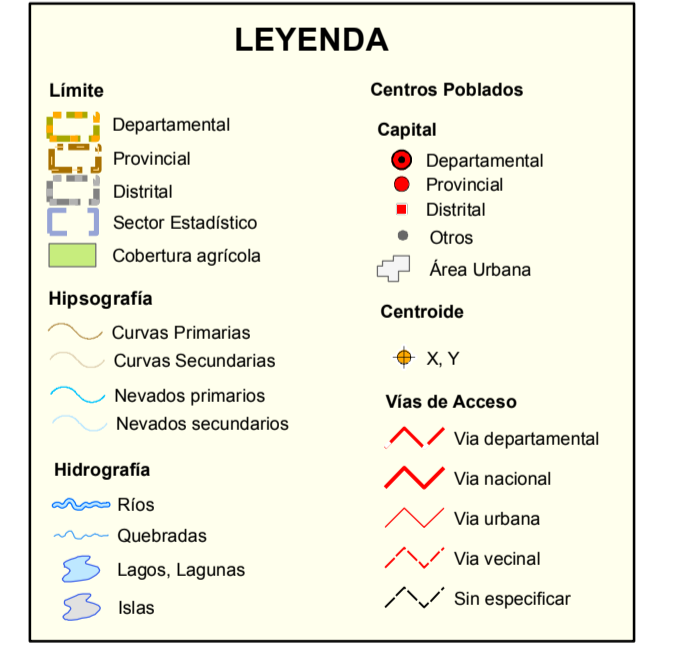 LEYENDA
Límite
Departamental
Provincial
Distrital
Sector Estadístico
Cobertura agrícola
Hipsografía
Curvas Primarias
Curvas Secundarias
Nevados primarios
Nevados secundarios
Hidrografía
Ríos
Quebradas
Lagos, Lagunas
Islas
Centros Poblados
Capital
Departamental
Provincial
Distrital
Otros
Área Urbana
Centroide
X, Y
Vías de Acceso
Via departamental
Via nacional
Via urbana
Via vecinal
Sin especificar